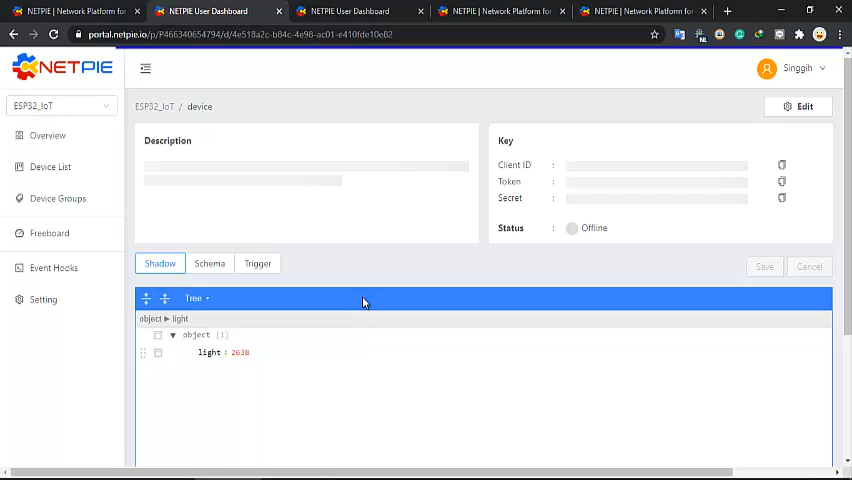 NETPIE | Network Platform for
NETPIE User Dashboard
NETPIE User Dashboard
NETPIE | Network Platform for
NETPIE | Network Platform for
portal.netpie.io/p/P466340654794/d/4e518a2c-b84c-4e98-ac01-e410fde10e82
NETPIE
Singgih
ESP32_IoT
ESP32_IoT / device
Edit
Overview
Device List
Device Groups
Freeboard
Event Hooks
Setting
Description
Key
Client ID :
Token :
Secret :
Status : Offline
Shadow
Schema
Trigger
Save
Cancel
Tree
object ▶ light
object {1}
light : 2638